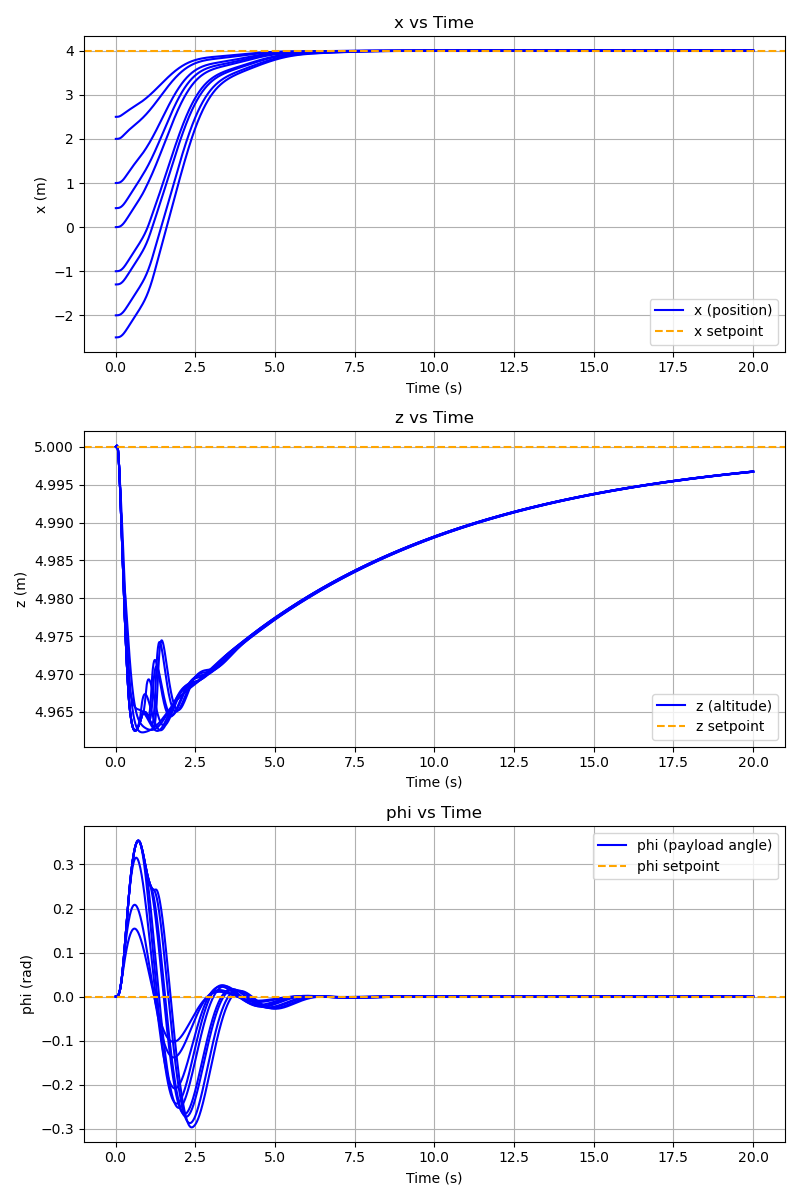 x vs Time
4
3
2
1
0
−1
−2
x (m)
x (position)
x setpoint
0.0 2.5 5.0 7.5 10.0 12.5 15.0 17.5 20.0
Time (s)
z vs Time
5.000
4.995
4.990
4.985
4.980
4.975
4.970
4.965
z (m)
z (altitude)
z setpoint
0.0 2.5 5.0 7.5 10.0 12.5 15.0 17.5 20.0
Time (s)
phi vs Time
phi (payload angle)
phi setpoint
0.3
0.2
0.1
0.0
−0.1
−0.2
−0.3
phi (rad)
0.0 2.5 5.0 7.5 10.0 12.5 15.0 17.5 20.0
Time (s)